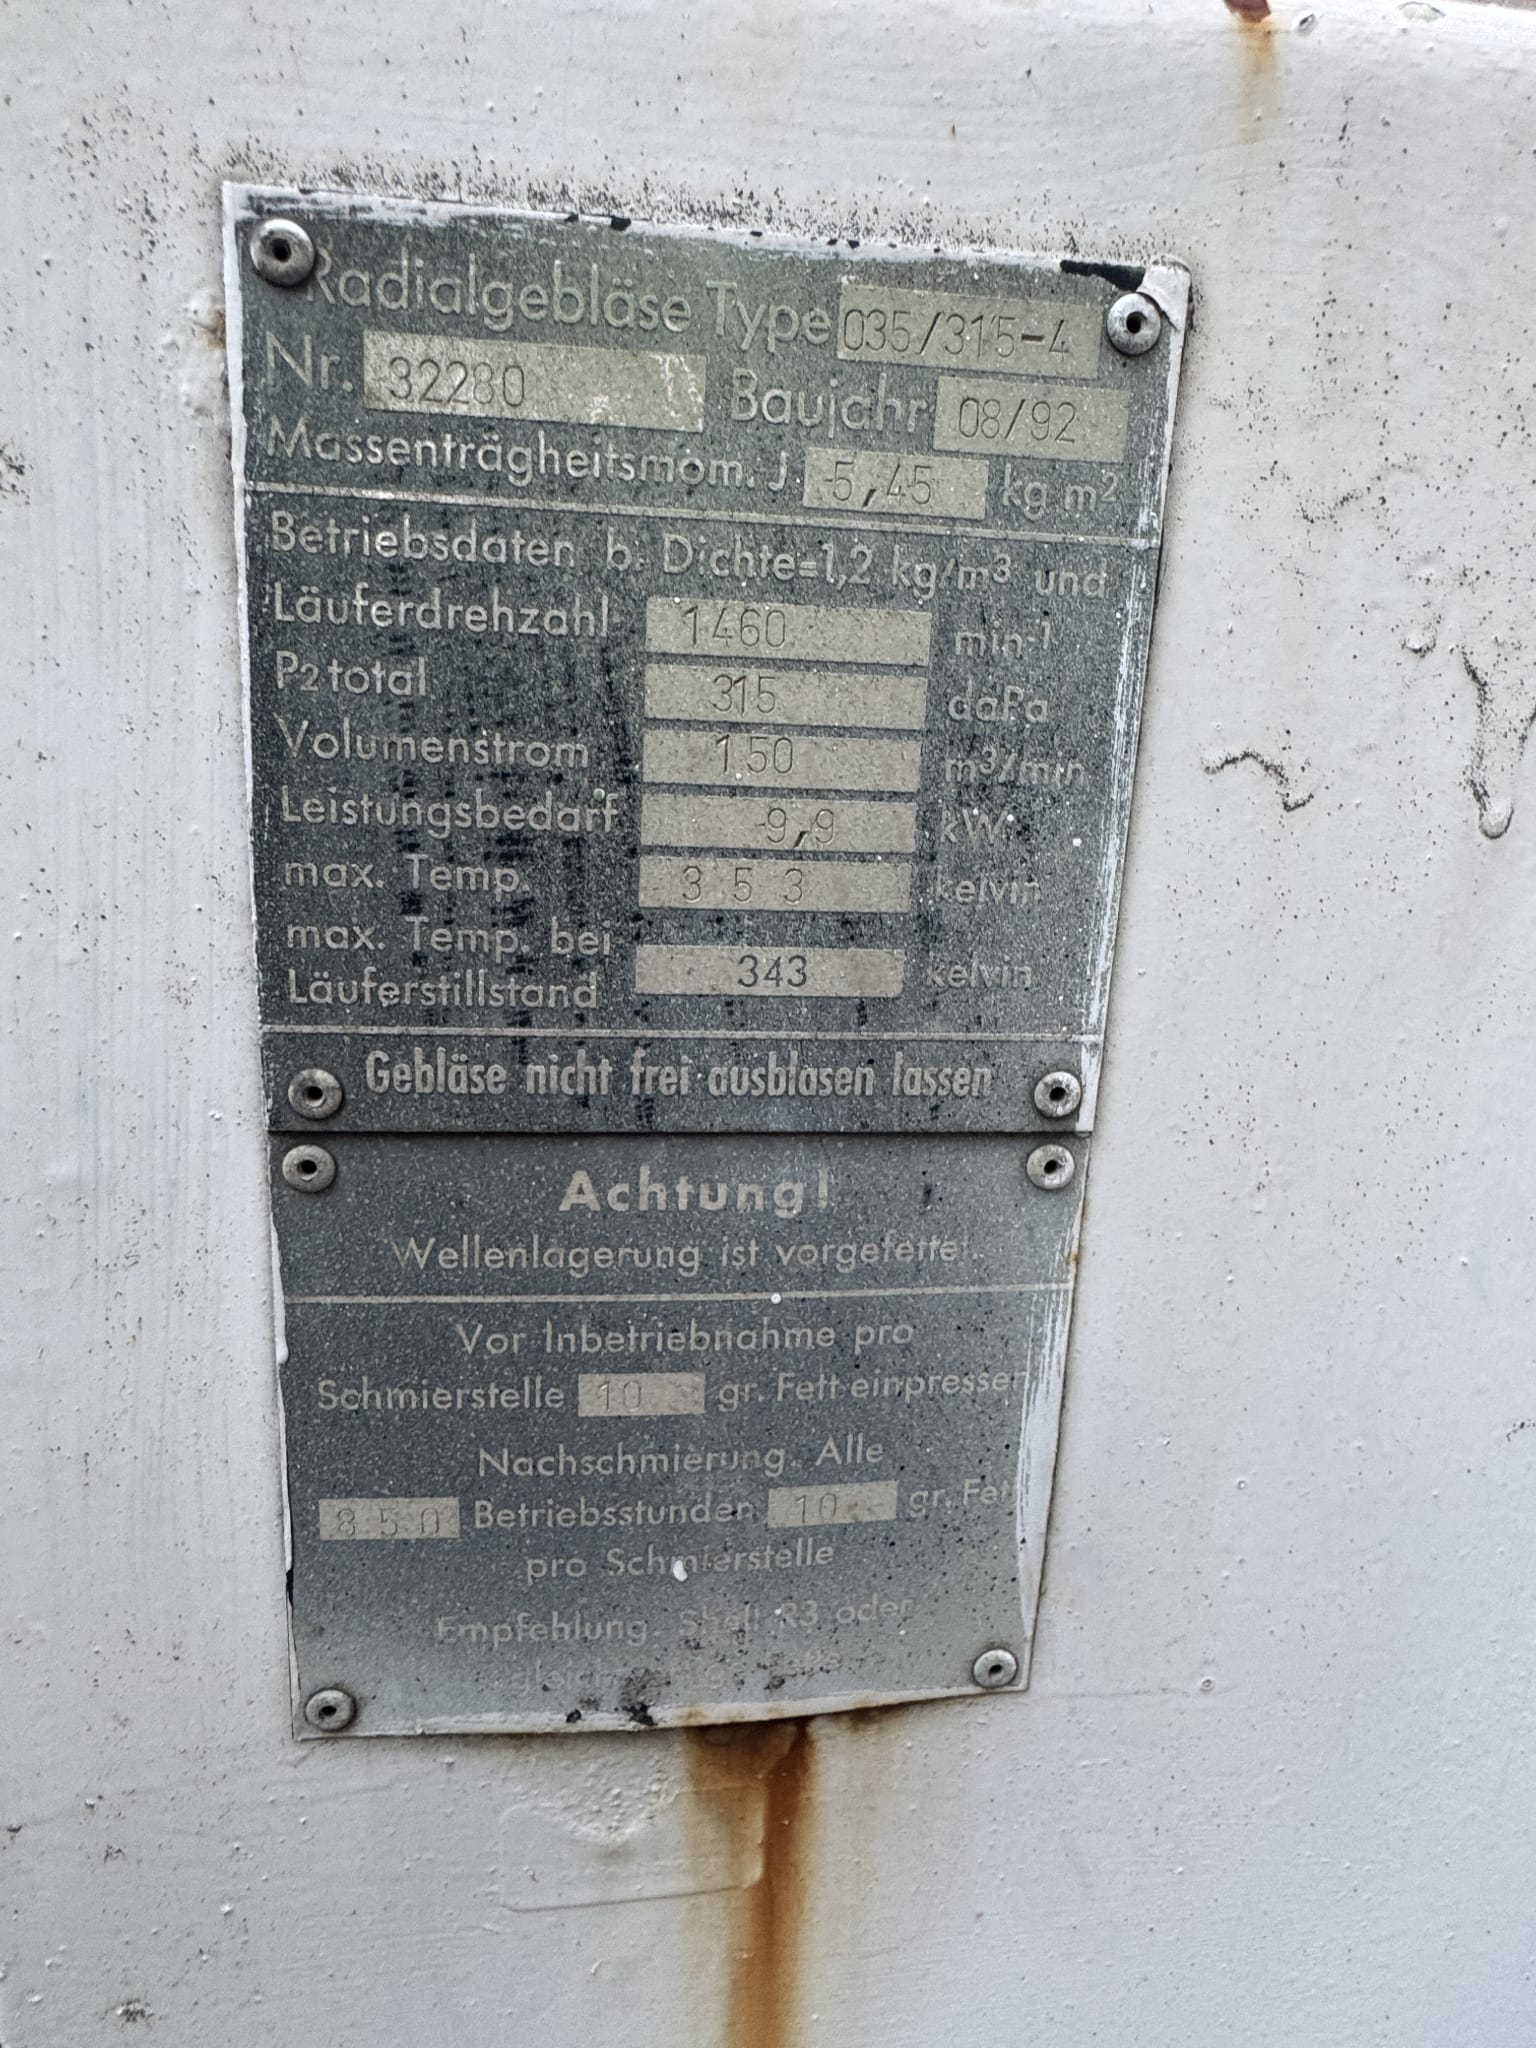 Radialgebläse Type 035/315-4
Nr. 32280 Baujahr 08/92
Massenträgheitsmom. J 5,45 kg m²
Betriebsdaten b. Dichte=1,2 kg/m³ und
Läuferdrehzahl 1460 min-1
P2 total 315 daPa
Volumenstrom 150 m³/min
Leistungsbedarf 9,9 kW
max. Temp. 353 kelvin
max. Temp. bei
Läuferstillstand 343 kelvin
Gebläse nicht frei ausblasen lassen
Achtung!
Wellenlagerung ist vorgefettet.
Vor Inbetriebnahme pro
Schmierstelle 10 gr. Fett einpressen
Nachschmierung. Alle
850 Betriebsstunden 10 gr. Fett
pro Schmierstelle
Empfehlung. Shell R3 oder